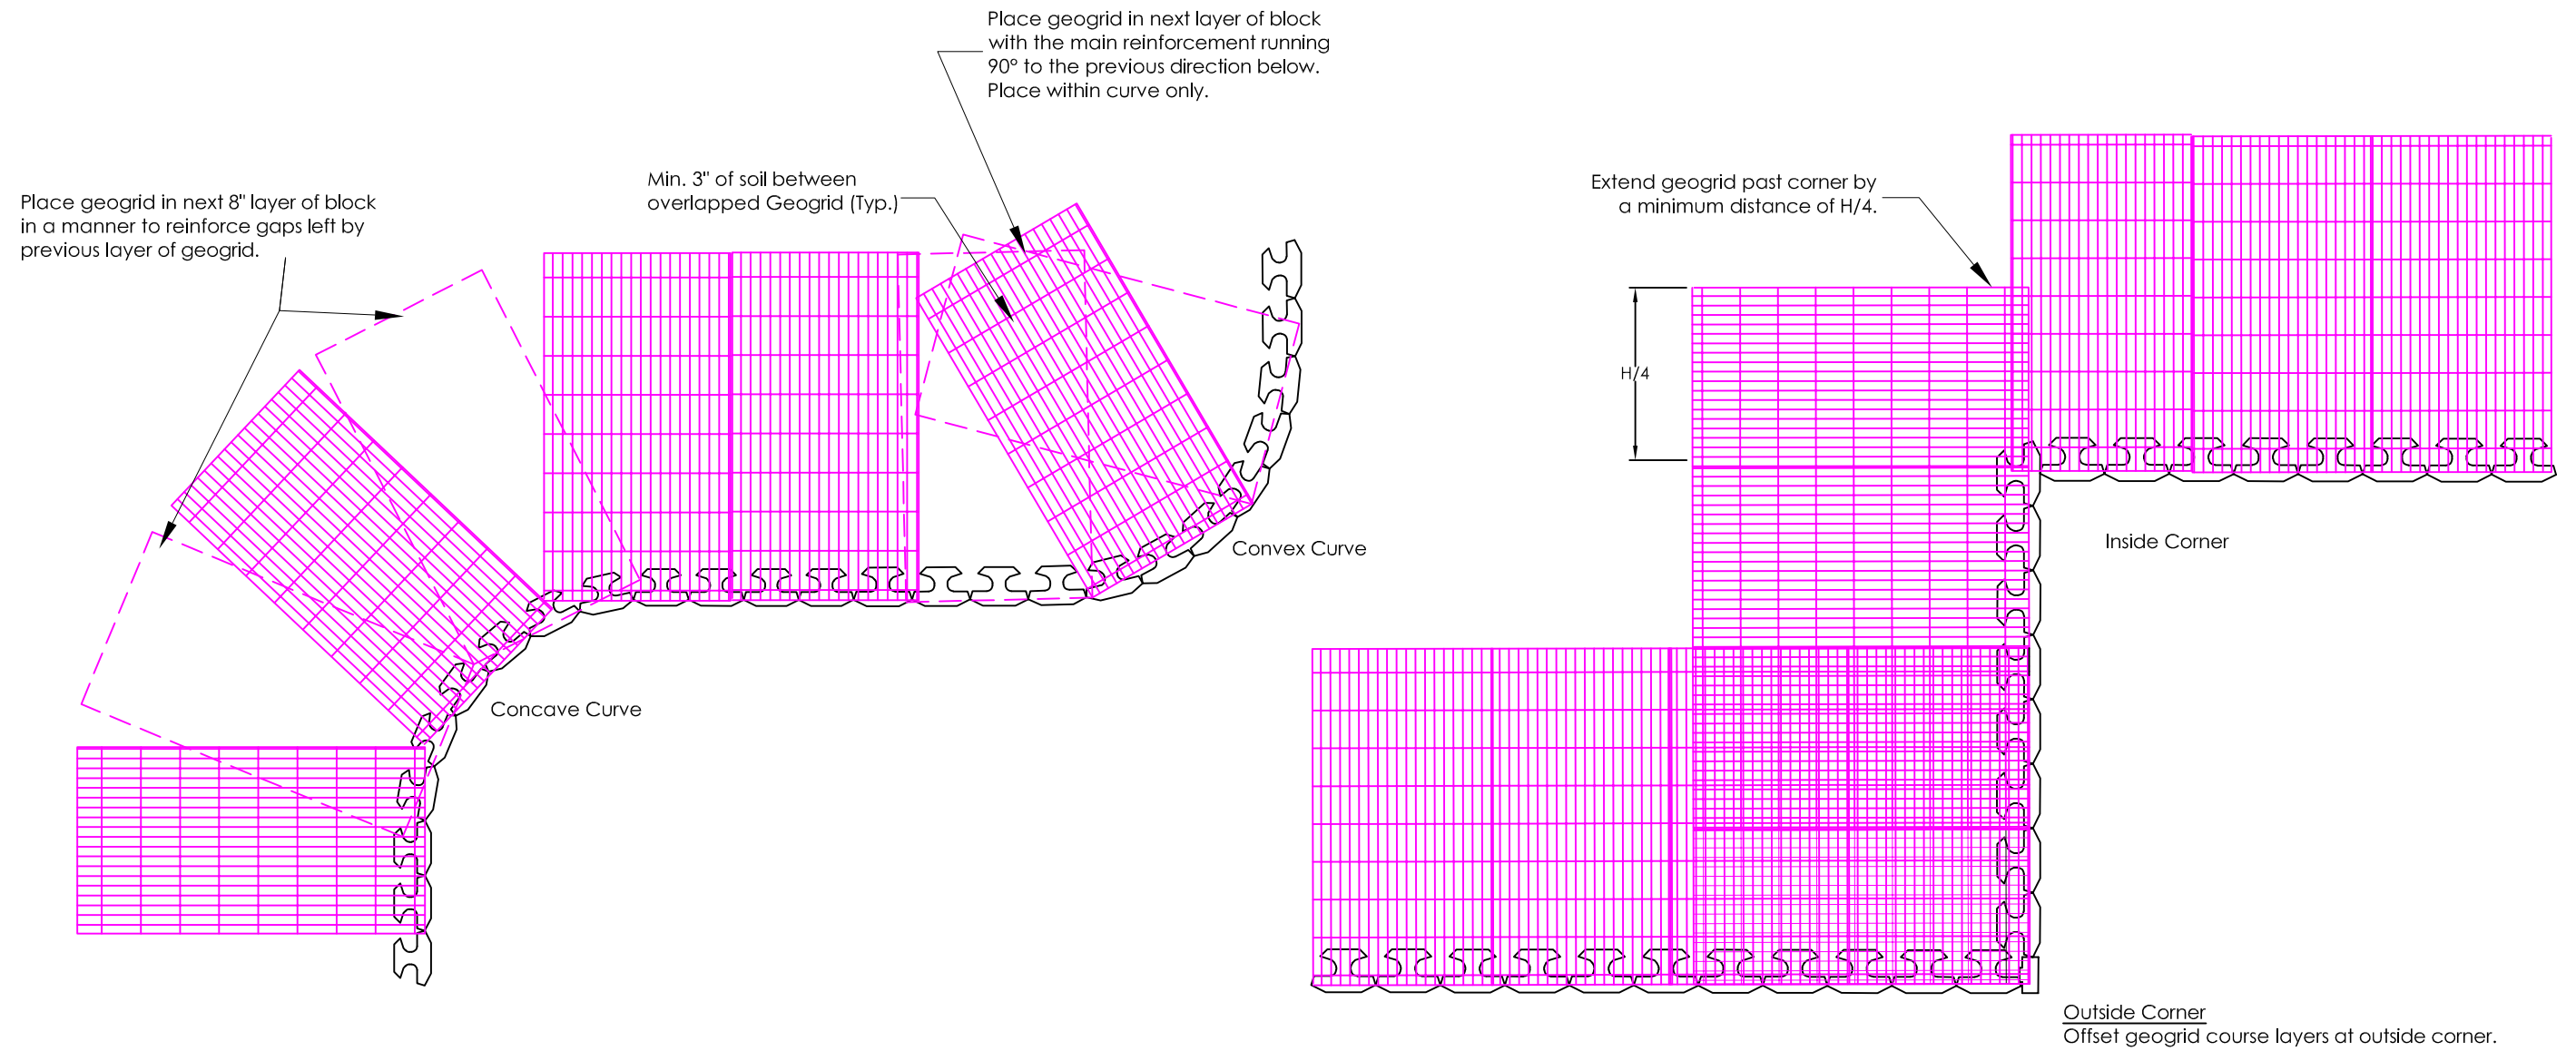 Place geogrid in next layer of block
with the main reinforcement running
90° to the previous direction below.
Place within curve only.
Min. 3" of soil between
overlapped Geogrid (Typ.)
Place geogrid in next 8" layer of block
in a manner to reinforce gaps left by
previous layer of geogrid.
Extend geogrid past corner by
a minimum distance of H/4.
H/4
Convex Curve
Inside Corner
Concave Curve
Outside Corner
Offset geogrid course layers at outside corner.